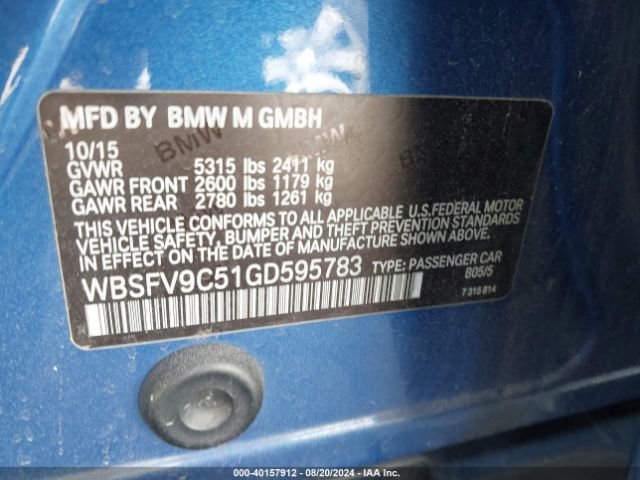 MFD BY BMW M GMBH
10/15
GVWR 5315 lbs 2411 kg
GAWR FRONT 2600 lbs 1179 kg
GAWR REAR 2780 lbs 1261 kg
THIS VEHICLE CONFORMS TO ALL APPLICABLE U.S.FEDERAL MOTOR
VEHICLE SAFETY, BUMPER AND THEFT PREVENTION STANDARDS
IN EFFECT ON THE DATE OF MANUFACTURE SHOWN ABOVE.
WBSFV9C51GD595783 TYPE: PASSENGER CAR
B05/5
7 315 814
BMW
BMW
000-40157912 - 08/20/2024 - IAA Inc.